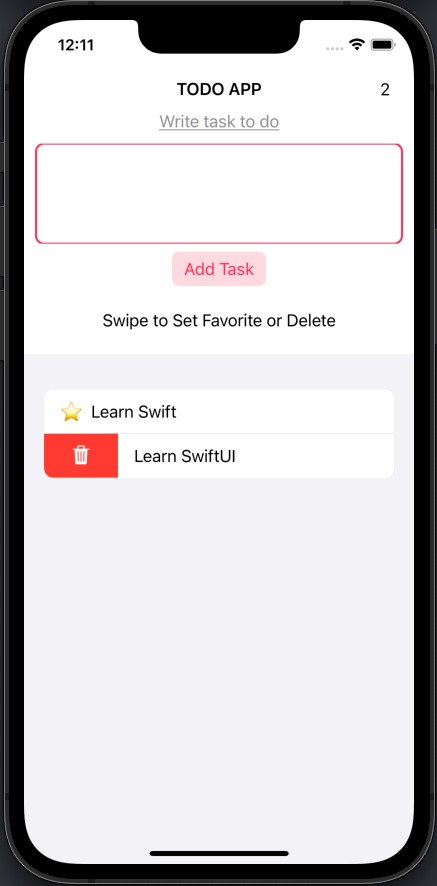 12:11
TODO APP 2
Write task to do
Add Task
Swipe to Set Favorite or Delete
Learn Swift
Learn SwiftUI